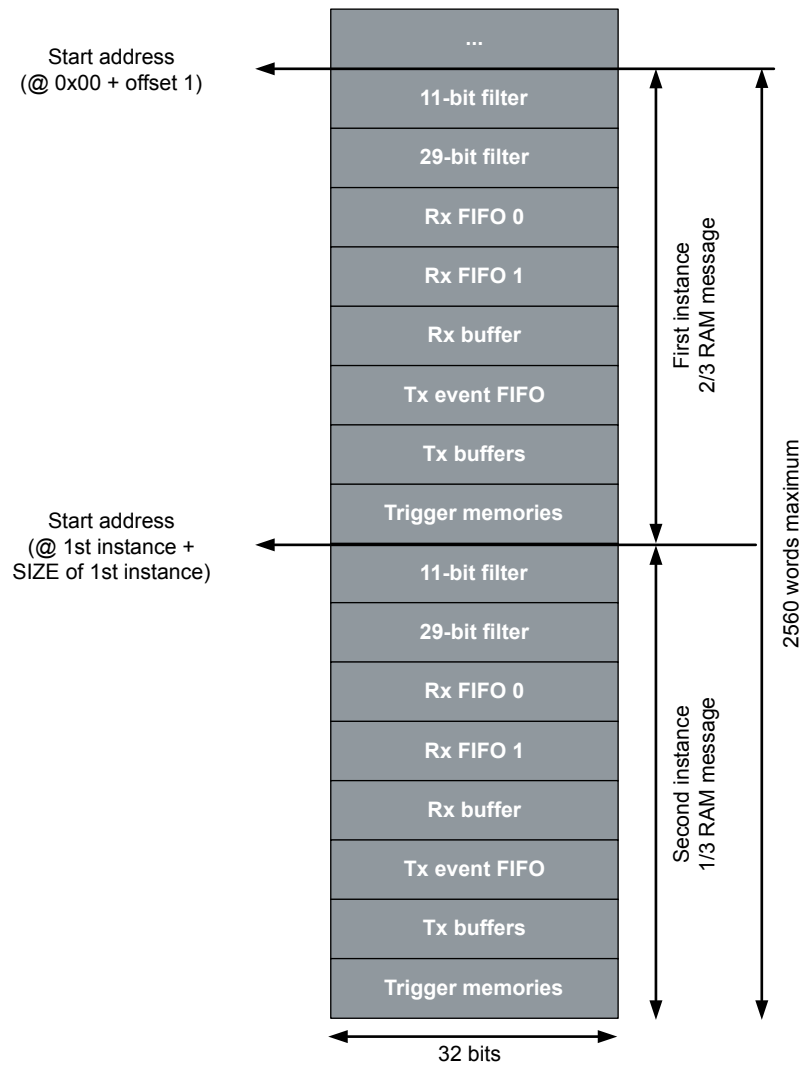 ...
Start address
(@ 0x00 + offset 1)
11-bit filter
29-bit filter
Rx FIFO 0
Rx FIFO 1
Rx buffer
Tx event FIFO
Tx buffers
Trigger memories
First instance
2/3 RAM message
Start address
(@ 1st instance +
SIZE of 1st instance)
11-bit filter
29-bit filter
Rx FIFO 0
Rx FIFO 1
Rx buffer
Tx event FIFO
Tx buffers
Trigger memories
Second instance
1/3 RAM message
2560 words maximum
32 bits